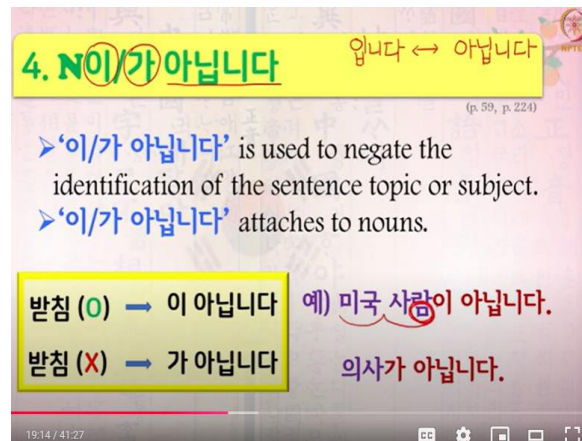 4. N이/가 아닙니다
입니다 ↔ 아닙니다
(p. 59, p. 224)
➢'이/가 아닙니다' is used to negate the
identification of the sentence topic or subject.
➢'이/가 아닙니다' attaches to nouns.
받침 (O) → 이 아닙니다
예) 미국 사람이 아닙니다.
받침 (X) → 가 아닙니다
의사가 아닙니다.
19:14 / 41:27
CC